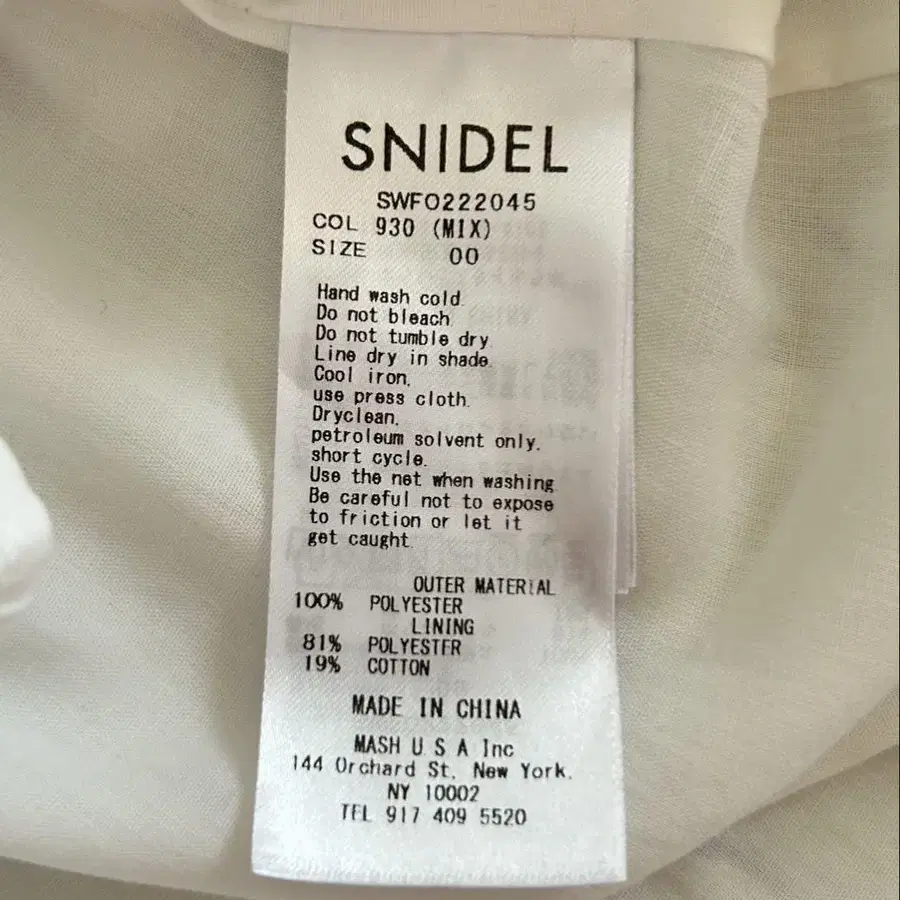 SNIDEL
SWFO222045
COL 930 (MIX)
SIZE 00
Hand wash cold.
Do not bleach.
Do not tumble dry.
Line dry in shade.
Cool iron,
use press cloth.
Dryclean,
petroleum solvent only,
short cycle.
Use the net when washing.
Be careful not to expose
to friction or let it
get caught.
OUTER MATERIAL
100% POLYESTER
LINING
81% POLYESTER
19% COTTON
MADE IN CHINA
MASH U S A Inc
144 Orchard St, New York,
NY 10002
TEL 917 409 5520